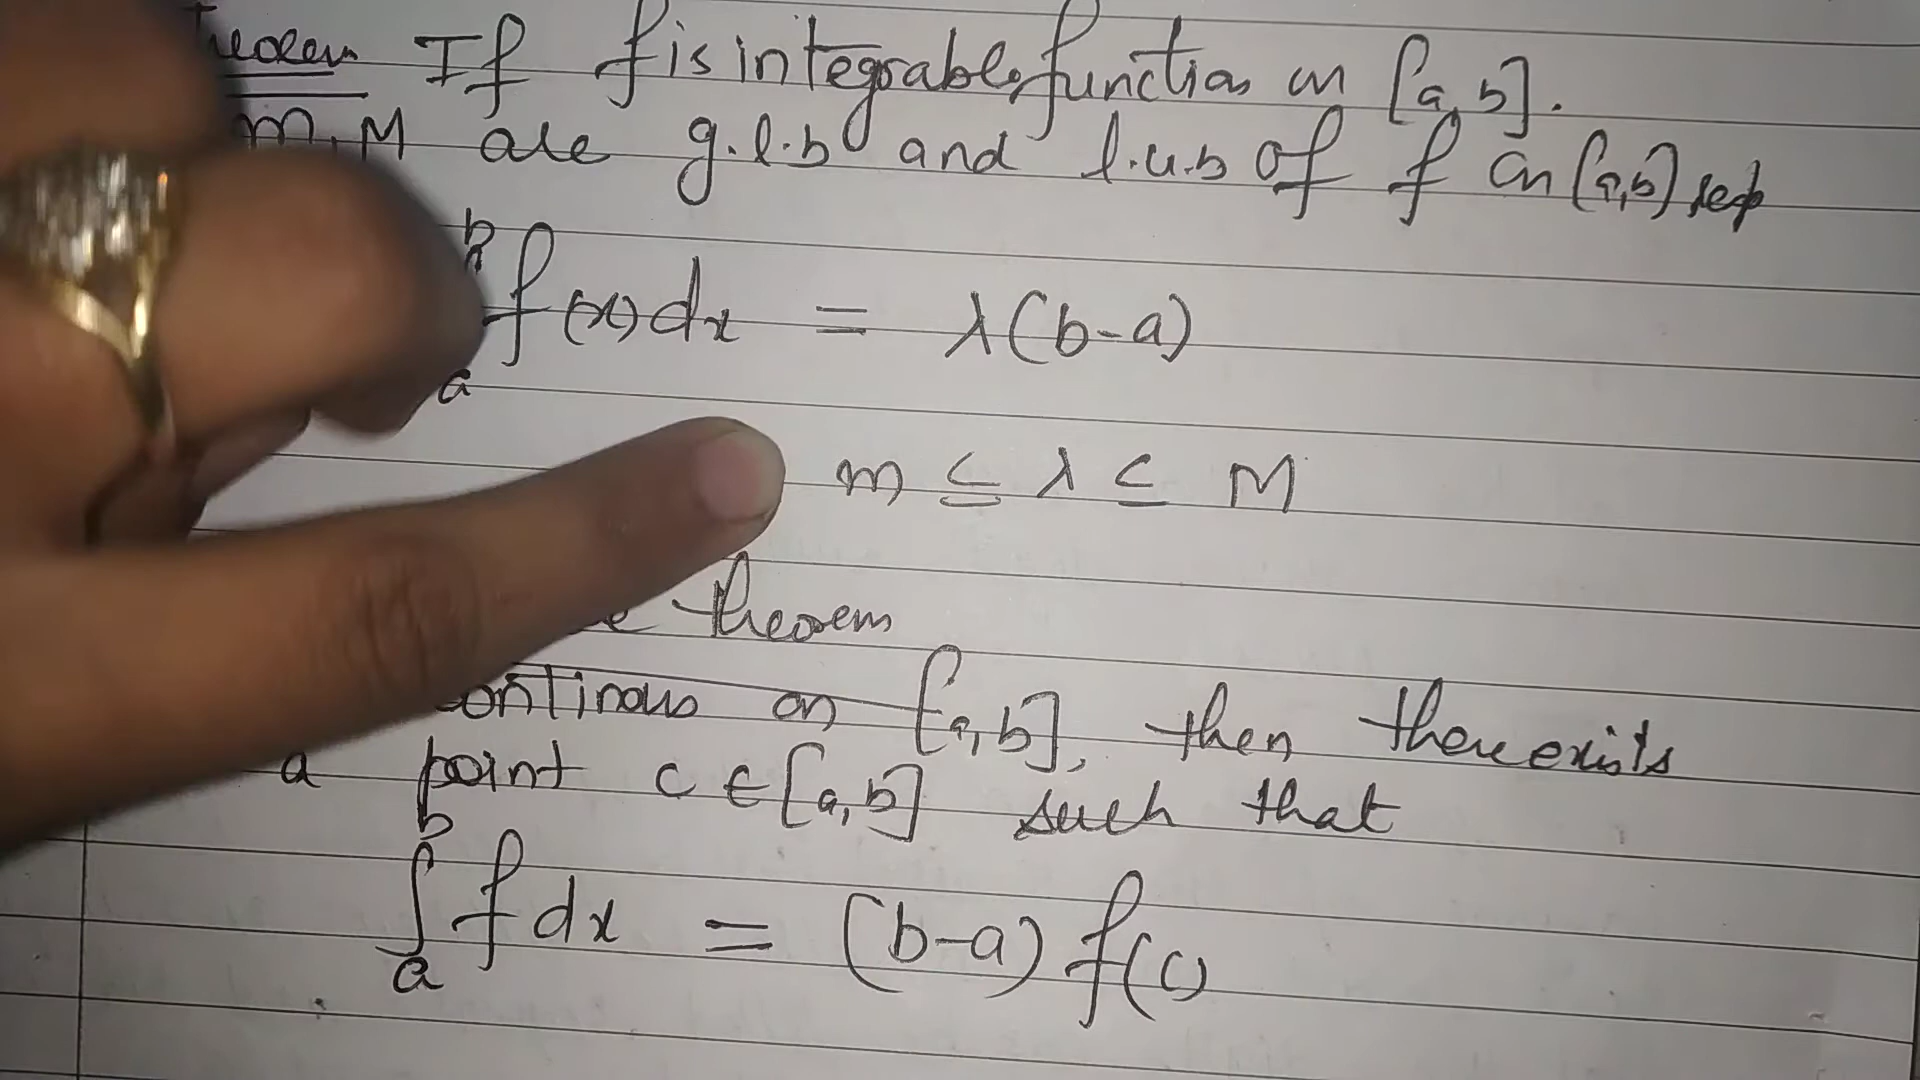 If f is integrable function on [a, b].
m, M are g.l.b and l.u.b of f on [a, b] resp
b
f(x) dx = λ(b-a)
a
m ≤ λ ≤ M
theorem
on [a, b], then there exists
a point c ∈ [a, b] such that
b
∫ f dx = (b-a) f(c)
a